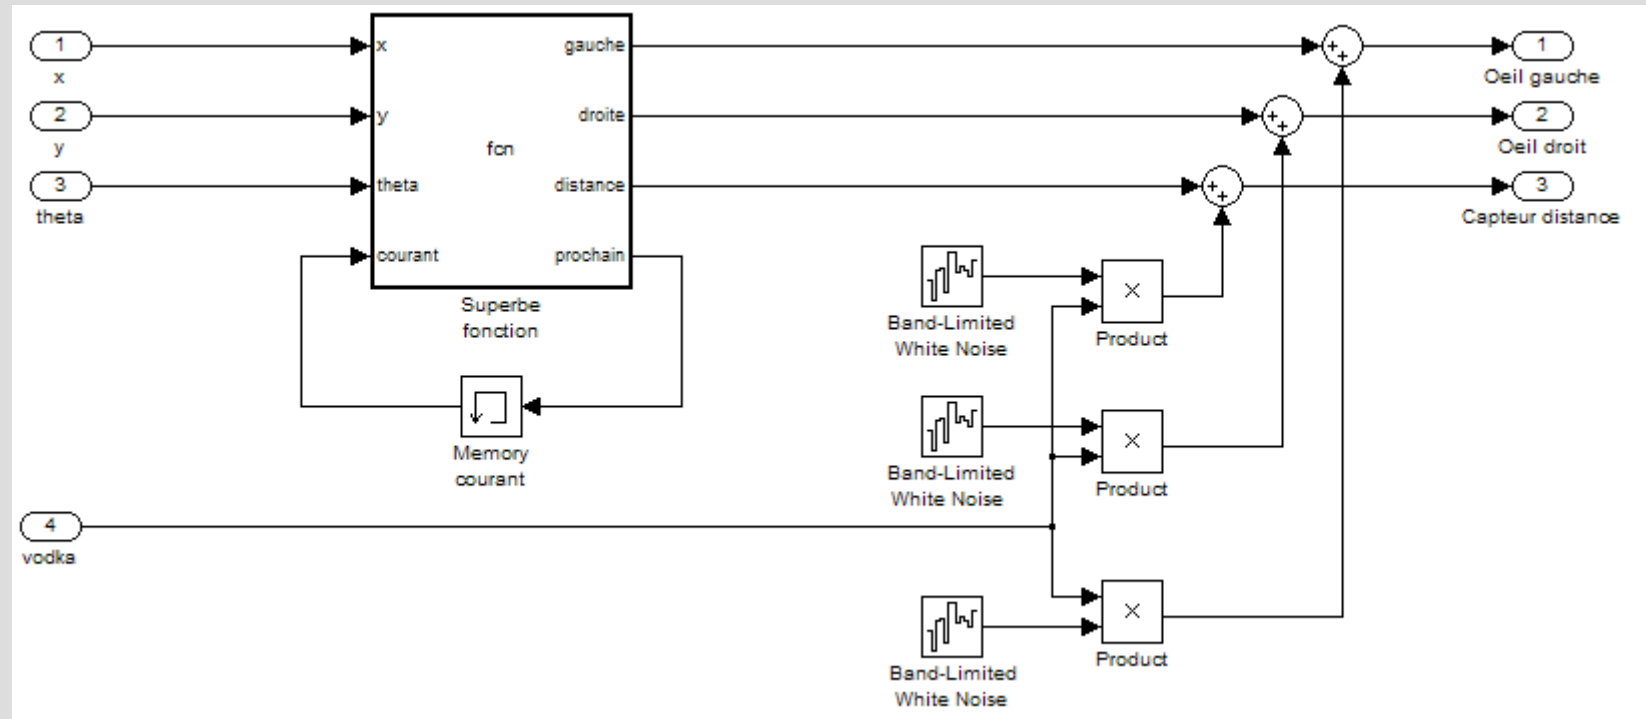 1
x
2
y
3
theta
x
y
theta
courant
fcn
gauche
droite
distance
prochain
Superbe
fonction
Memory
courant
4
vodka
Band-Limited
White Noise
Product
Band-Limited
White Noise
Product
Band-Limited
White Noise
Product
1
Oeil gauche
2
Oeil droit
3
Capteur distance